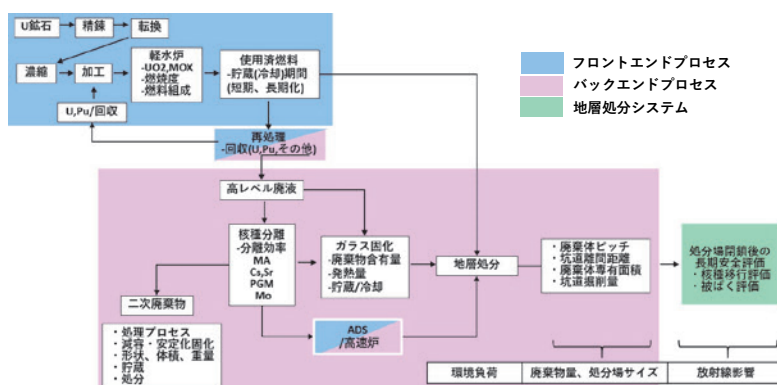 U鉱石
精錬
転換
濃縮
加工
軽水炉
-UO2,MOX
-燃焼度
-燃料組成
使用済燃料
-貯蔵(冷却)期間
(短期、長期化)
U,Pu/回収
再処理
-回収(U,Pu,その他)
フロントエンドプロセス
バックエンドプロセス
地層処分システム
高レベル廃液
核種分離
-分離効率
MA
Cs,Sr
PGM
Mo
ガラス固化
-廃棄物含有量
-発熱量
-貯蔵/冷却
地層処分
・廃棄体ピッチ
・坑道離間距離
・廃棄体専有面積
・坑道掘削量
処分場閉鎖後の
長期安全評価
・核種移行評価
・被ばく評価
二次廃棄物
・処理プロセス
・減容・安定化固化
・形状、体積、重量
・貯蔵
・処分
ADS
/高速炉
環境負荷
廃棄物量、処分場サイズ
放射線影響